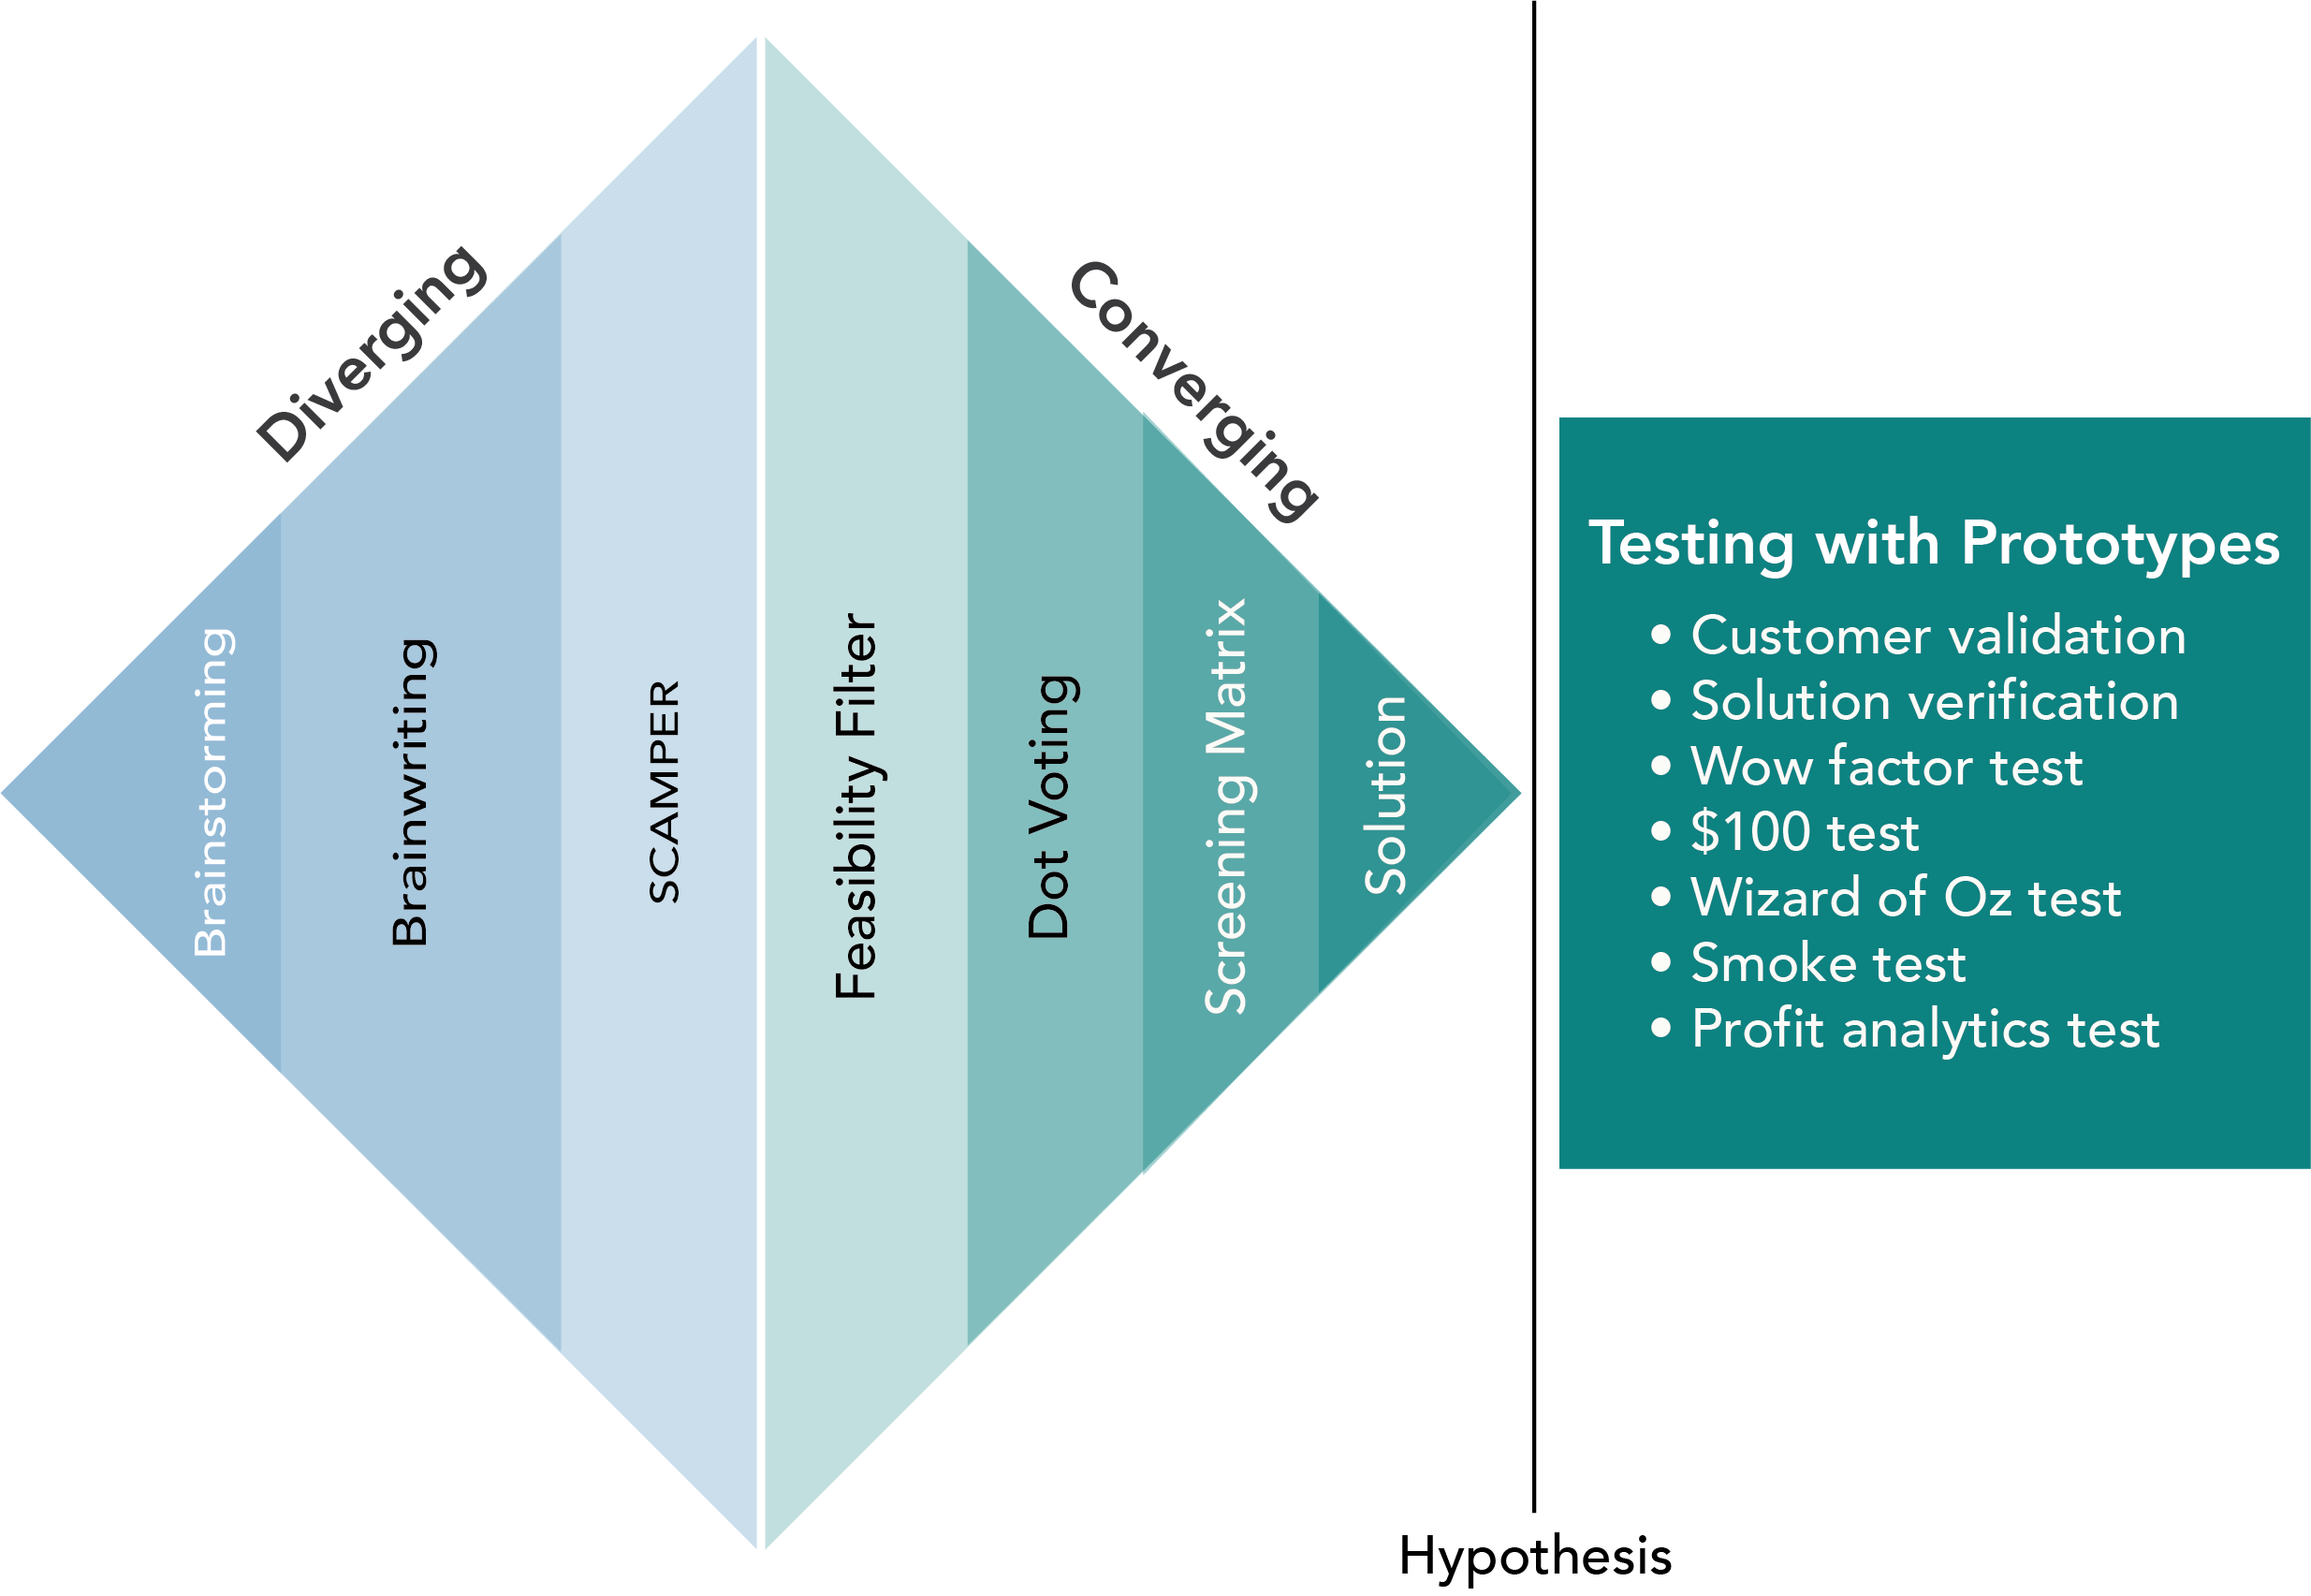 Diverging
Converging
Brainstorming
Brainwriting
SCAMPER
Feasibility Filter
Dot Voting
Screening Matrix
Solution
Testing with Prototypes
• Customer validation
• Solution verification
• Wow factor test
• $100 test
• Wizard of Oz test
• Smoke test
• Profit analytics test
Hypothesis